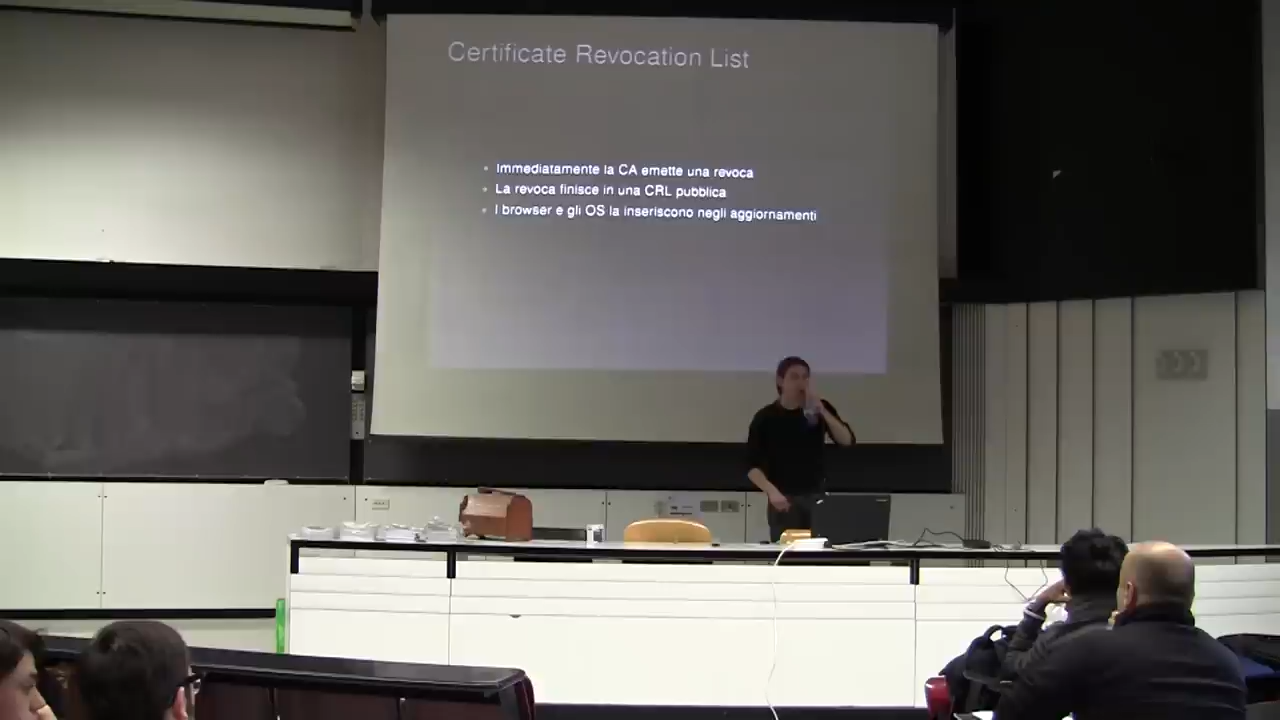 Certificate Revocation List
Immediatamente la CA emette una revoca
La revoca finisce in una CRL pubblica
I browser e gli OS la inseriscono negli aggiornamenti